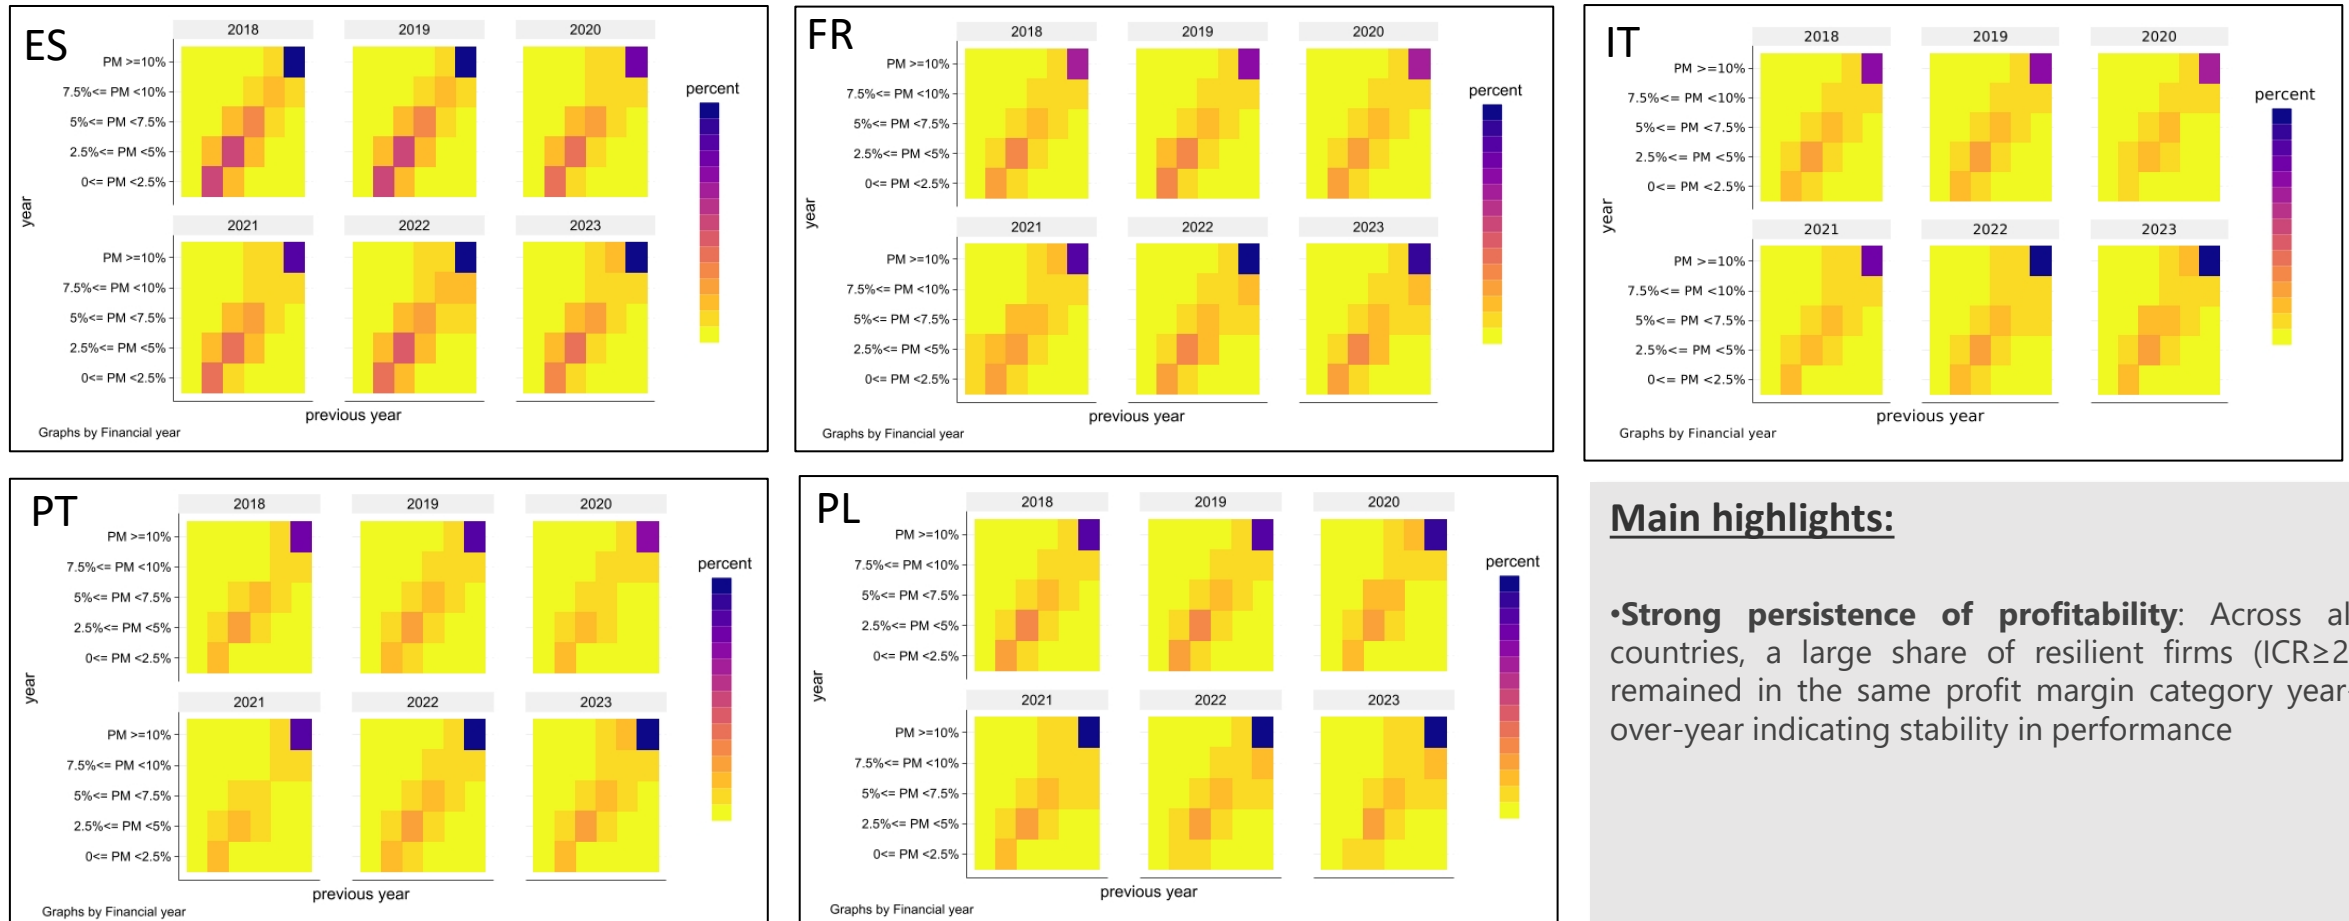 ES
2018
2019
2020
PM >=10%
7.5%<= PM <10%
5%<= PM <7.5%
2.5%<= PM <5%
0<= PM <2.5%
year
percent
2021
2022
2023
PM >=10%
7.5%<= PM <10%
5%<= PM <7.5%
2.5%<= PM <5%
0<= PM <2.5%
previous year
Graphs by Financial year
FR
2018
2019
2020
PM >=10%
7.5%<= PM <10%
5%<= PM <7.5%
2.5%<= PM <5%
0<= PM <2.5%
year
percent
2021
2022
2023
PM >=10%
7.5%<= PM <10%
5%<= PM <7.5%
2.5%<= PM <5%
0<= PM <2.5%
previous year
Graphs by Financial year
IT
2018
2019
2020
PM >=10%
7.5%<= PM <10%
5%<= PM <7.5%
2.5%<= PM <5%
0<= PM <2.5%
year
percent
2021
2022
2023
PM >=10%
7.5%<= PM <10%
5%<= PM <7.5%
2.5%<= PM <5%
0<= PM <2.5%
previous year
Graphs by Financial year
PT
2018
2019
2020
PM >=10%
7.5%<= PM <10%
5%<= PM <7.5%
2.5%<= PM <5%
0<= PM <2.5%
year
percent
2021
2022
2023
PM >=10%
7.5%<= PM <10%
5%<= PM <7.5%
2.5%<= PM <5%
0<= PM <2.5%
previous year
Graphs by Financial year
PL
2018
2019
2020
PM >=10%
7.5%<= PM <10%
5%<= PM <7.5%
2.5%<= PM <5%
0<= PM <2.5%
year
percent
2021
2022
2023
PM >=10%
7.5%<= PM <10%
5%<= PM <7.5%
2.5%<= PM <5%
0<= PM <2.5%
previous year
Graphs by Financial year
Main highlights:
•Strong persistence of profitability: Across al
countries, a large share of resilient firms (ICR≥2
remained in the same profit margin category year-
over-year indicating stability in performance